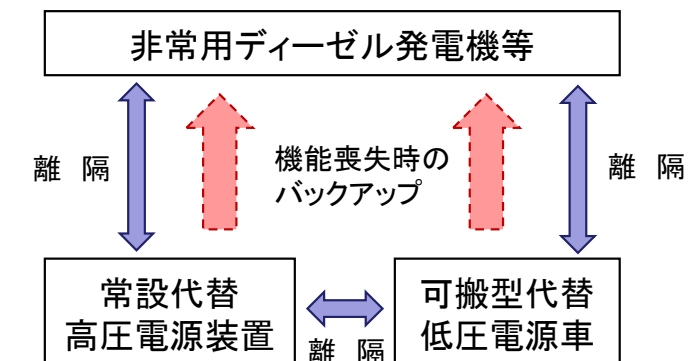 非常用ディーゼル発電機等
離 隔
機能喪失時の
バックアップ
離 隔
常設代替
高圧電源装置
離 隔
可搬型代替
低圧電源車